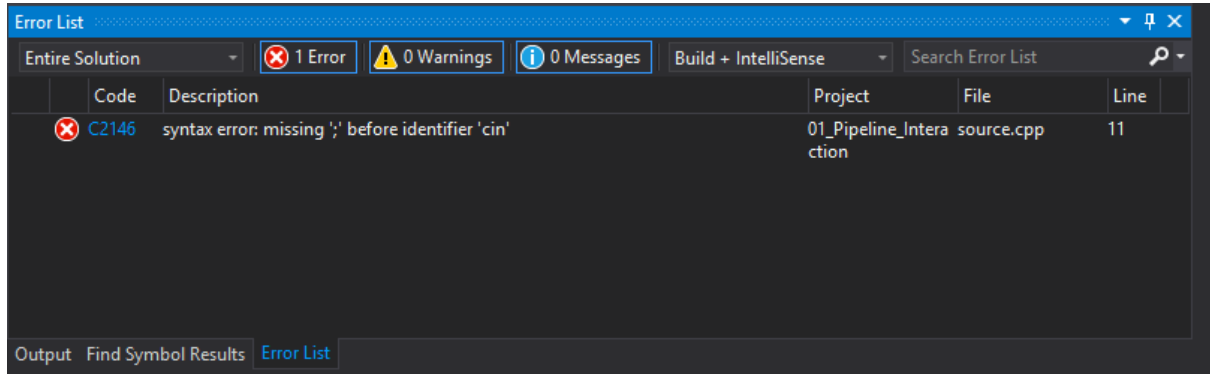 Error List
Entire Solution 1 Error 0 Warnings 0 Messages Build + IntelliSense Search Error List
Code Description Project File Line
C2146 syntax error: missing ';' before identifier 'cin' 01_Pipeline_Intera source.cpp 11
ction
Output Find Symbol Results Error List